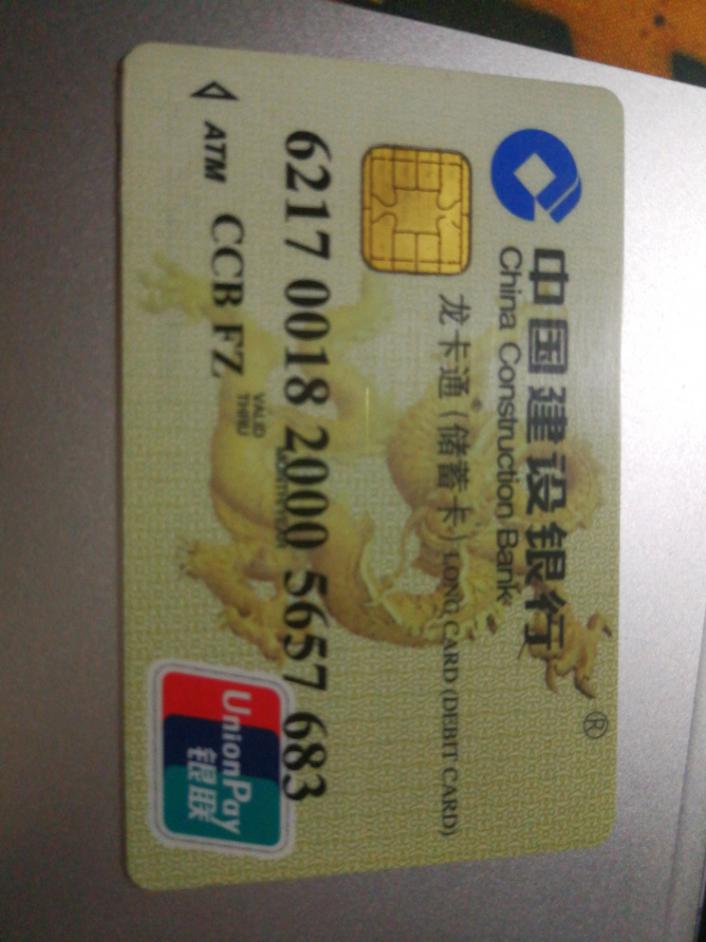 中国建设银行®
China Construction Bank
龙卡通®(储蓄卡) LONG CARD (DEBIT CARD)
6217 0018 2000 5657 683
MONTH/YEAR
VALID
THRU
ATM
CCB FZ
UnionPay
银联